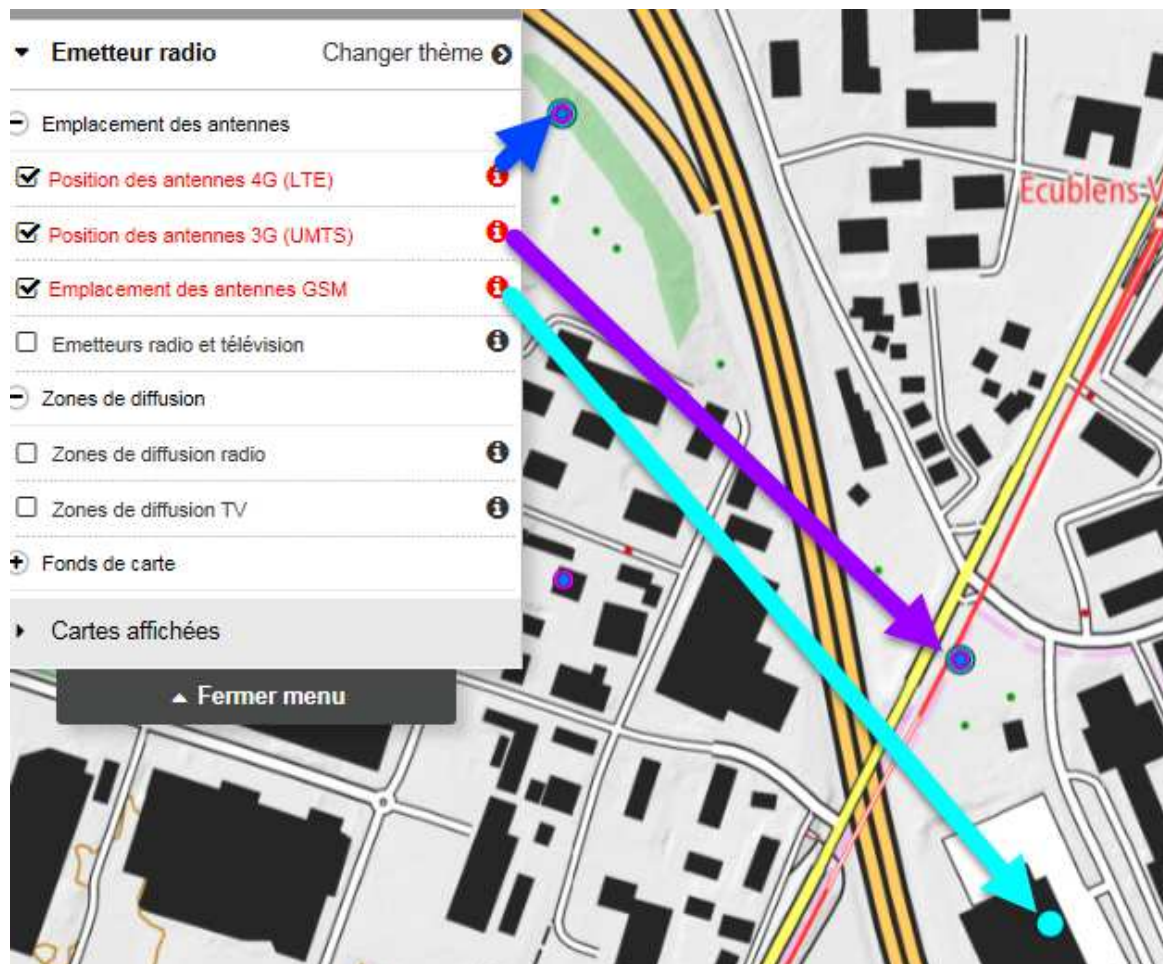 Emetteur radio Changer thème
Emplacement des antennes
Position des antennes 4G (LTE)
Position des antennes 3G (UMTS)
Emplacement des antennes GSM
Emetteurs radio et télévision
Zones de diffusion
Zones de diffusion radio
Zones de diffusion TV
Fonds de carte
Cartes affichées
Fermer menu
Ecublens V